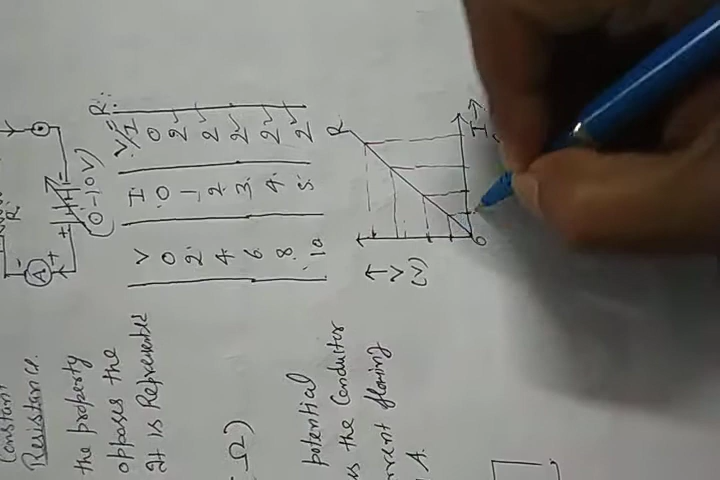 Constant
Resistance.
the property
opposes the
It is Represented
-Ω)
potential
is the Conductor
rrent flowing
A.
R
A
+ -
+ -
(0-10V)
V I V/I = R
0 0 0
2 1 2
4 2 2
6 3 2
8 4 2
10 5 2
R
↑
V
(V)
0
I →